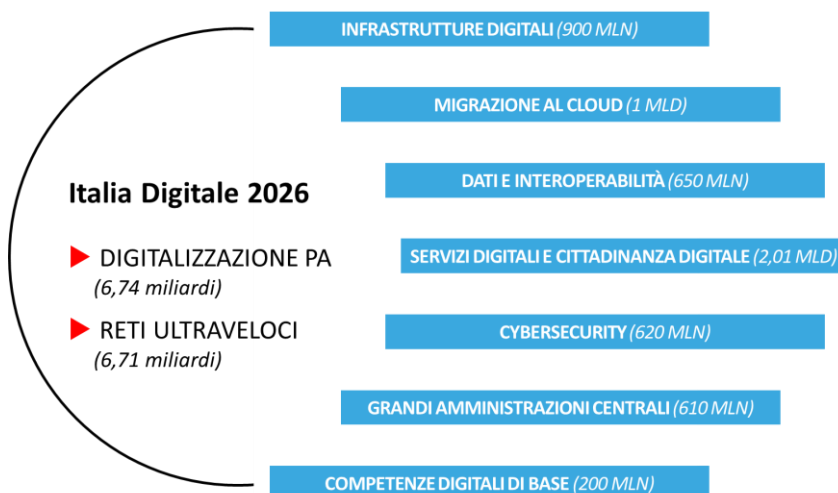 INFRASTRUTTURE DIGITALI (900 MLN)
MIGRAZIONE AL CLOUD (1 MLD)
DATI E INTEROPERABILITÀ (650 MLN)
SERVIZI DIGITALI E CITTADINANZA DIGITALE (2,01 MLD)
CYBERSECURITY (620 MLN)
GRANDI AMMINISTRAZIONI CENTRALI (610 MLN)
COMPETENZE DIGITALI DI BASE (200 MLN)
Italia Digitale 2026
DIGITALIZZAZIONE PA
(6,74 miliardi)
RETI ULTRAVELOCI
(6,71 miliardi)